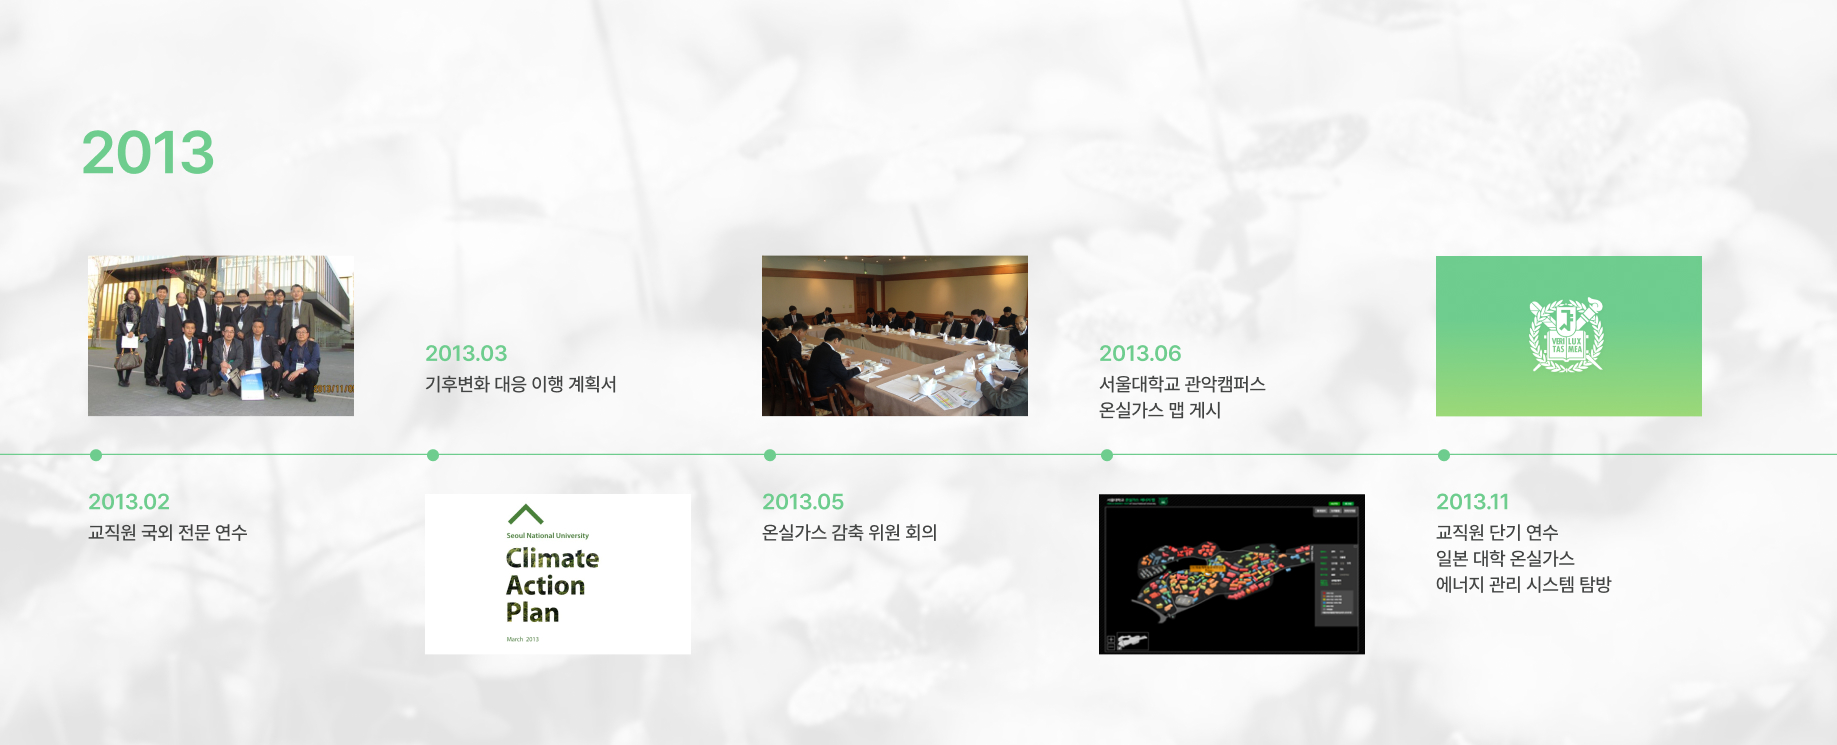 2013
2013.02
교직원 국외 전문 연수
2013.03
기후변화 대응 이행 계획서
Seoul National University
Climate
Action
Plan
March 2013
2013.05
온실가스 감축 위원 회의
2013.06
서울대학교 관악캠퍼스
온실가스 맵 게시
2013.11
교직원 단기 연수
일본 대학 온실가스
에너지 관리 시스템 탐방
VERI LUX
TAS MEA